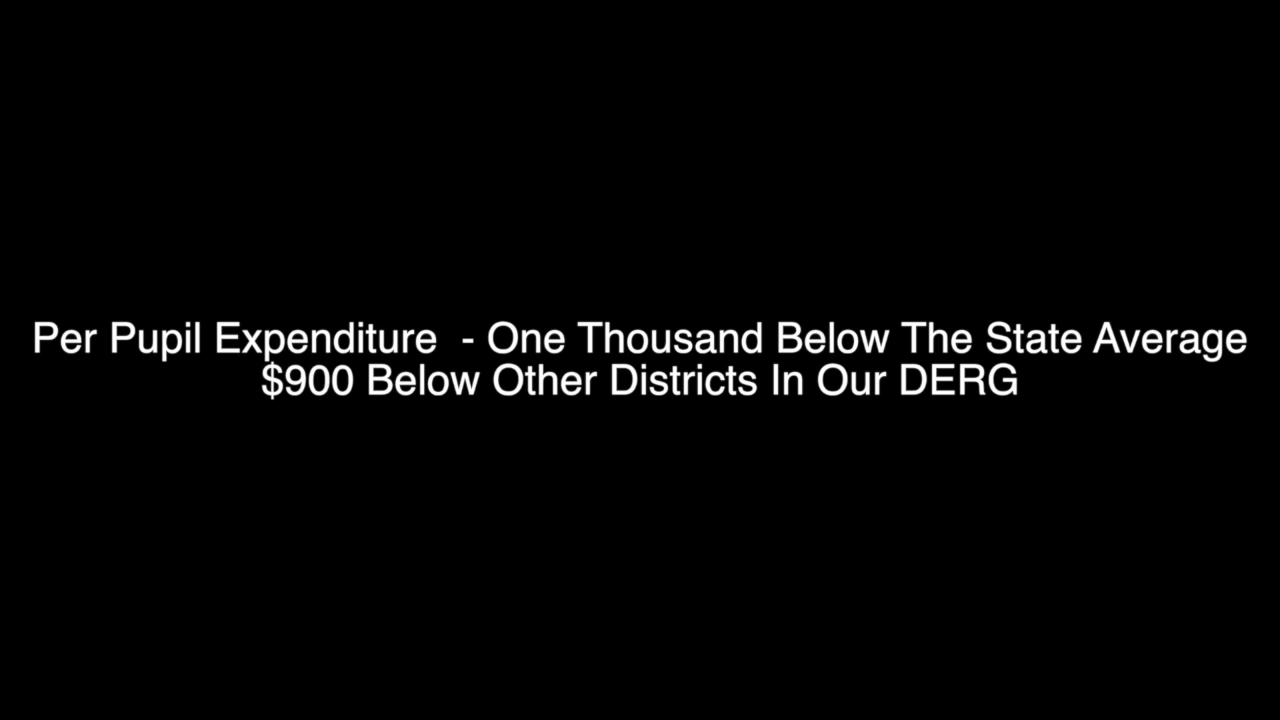 Per Pupil Expenditure  - One Thousand Below The State Average
$900 Below Other Districts In Our DERG